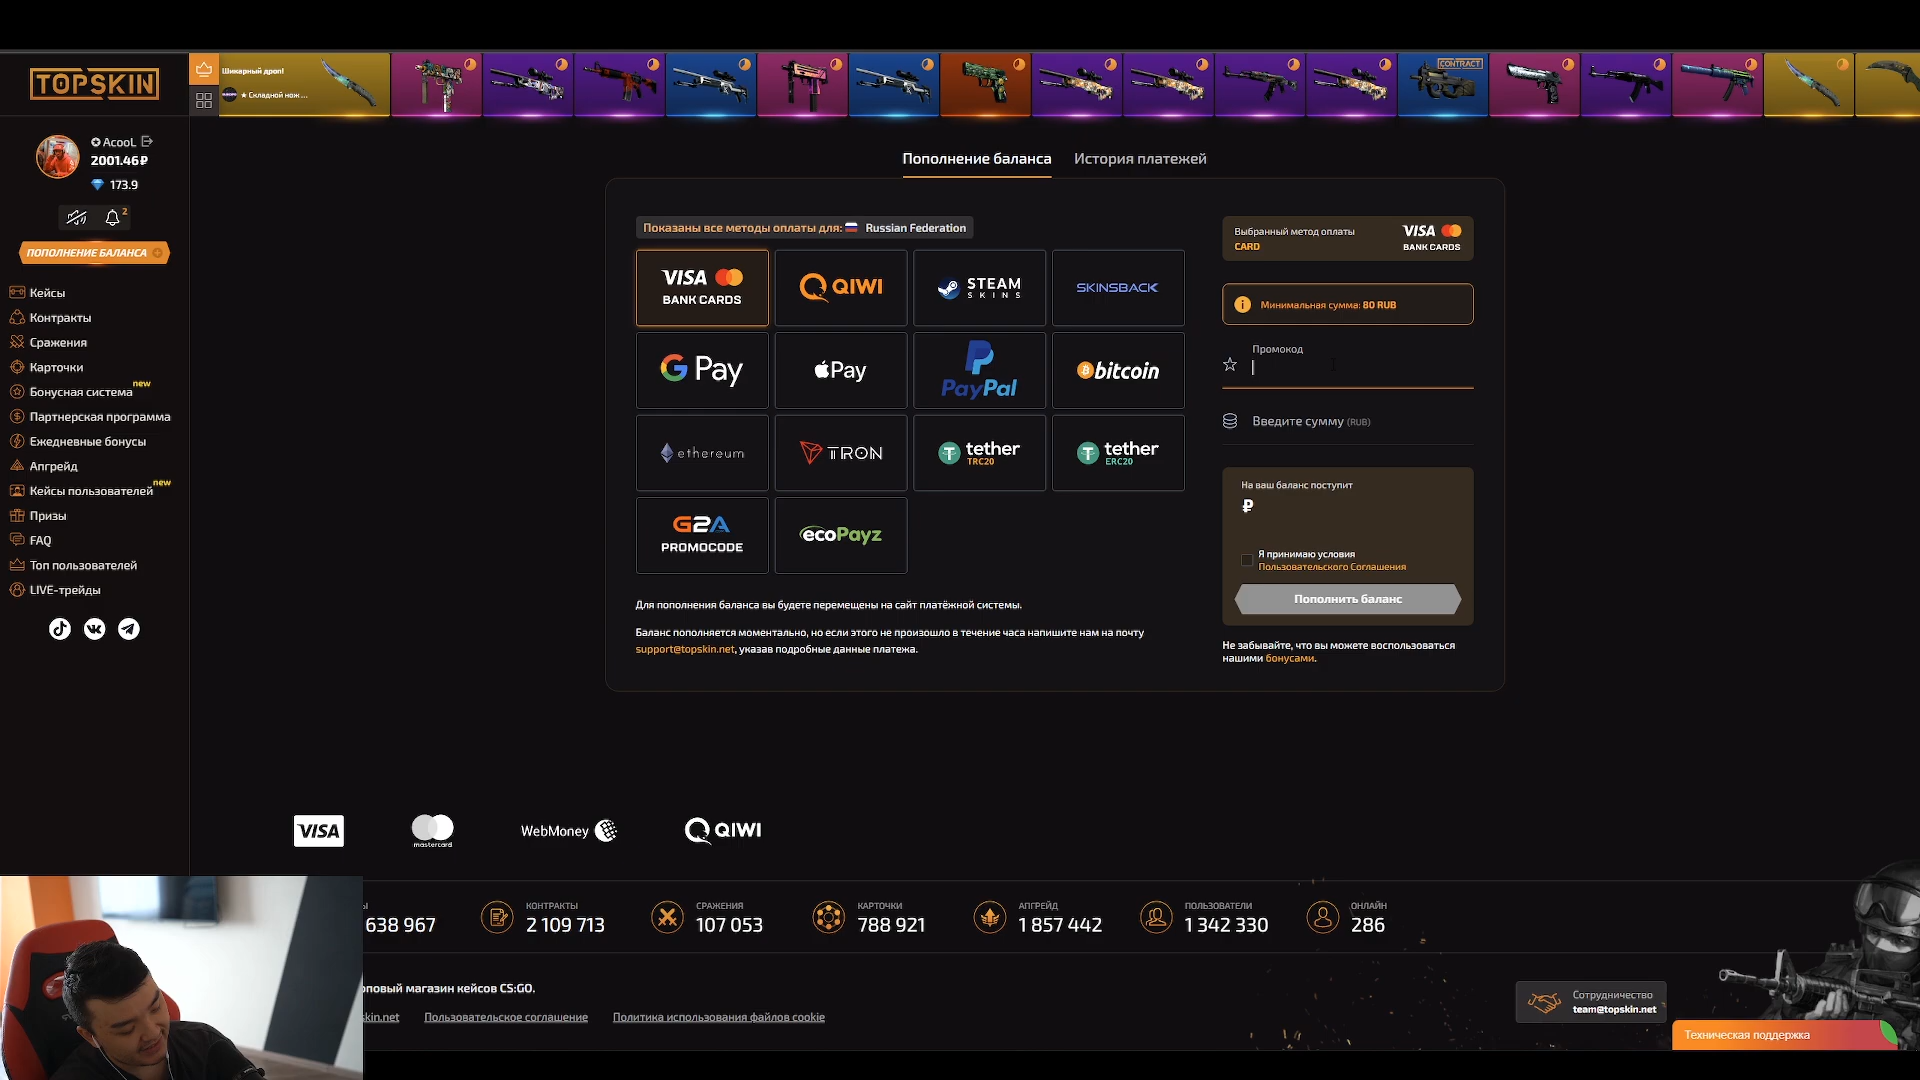 TOPSKIN
Шикарный дроп!
★ Складной нож ...
CONTRACT
AcooL
2001.46₽
173.9
2
ПОПОЛНЕНИЕ БАЛАНСА
Кейсы
Контракты
Сражения
Карточки
Бонусная система new
Партнерская программа
Ежедневные бонусы
Апгрейд
Кейсы пользователей new
Призы
FAQ
Топ пользователей
LIVE-трейды
Пополнение баланса
История платежей
Показаны все методы оплаты для: Russian Federation
VISA
BANK CARDS
QIWI
STEAM
SKINS
SKINSBACK
G Pay
Pay
PayPal
bitcoin
ethereum
TRON
tether
TRC20
tether
ERC20
G2A
PROMOCODE
ecoPayz
Для пополнения баланса вы будете перемещены на сайт платёжной системы.
Баланс пополняется моментально, но если этого не произошло в течение часа напишите нам на почту
support@topskin.net, указав подробные данные платежа.
Выбранный метод оплаты
CARD
VISA
BANK CARDS
Минимальная сумма: 80 RUB
Промокод
Введите сумму (RUB)
На ваш баланс поступит
₽
Я принимаю условия
Пользовательского Соглашения
Пополнить баланс
Не забывайте, что вы можете воспользоваться
нашими бонусами.
VISA
mastercard
WebMoney
QIWI
Ы
638 967
КОНТРАКТЫ
2 109 713
СРАЖЕНИЯ
107 053
КАРТОЧКИ
788 921
АПГРЕЙД
1 857 442
ПОЛЬЗОВАТЕЛИ
1 342 330
ОНЛАЙН
286
повый магазин кейсов CS:GO.
skin.net
Пользовательское соглашение
Политика использования файлов cookie
Сотрудничество
team@topskin.net
Техническая поддержка